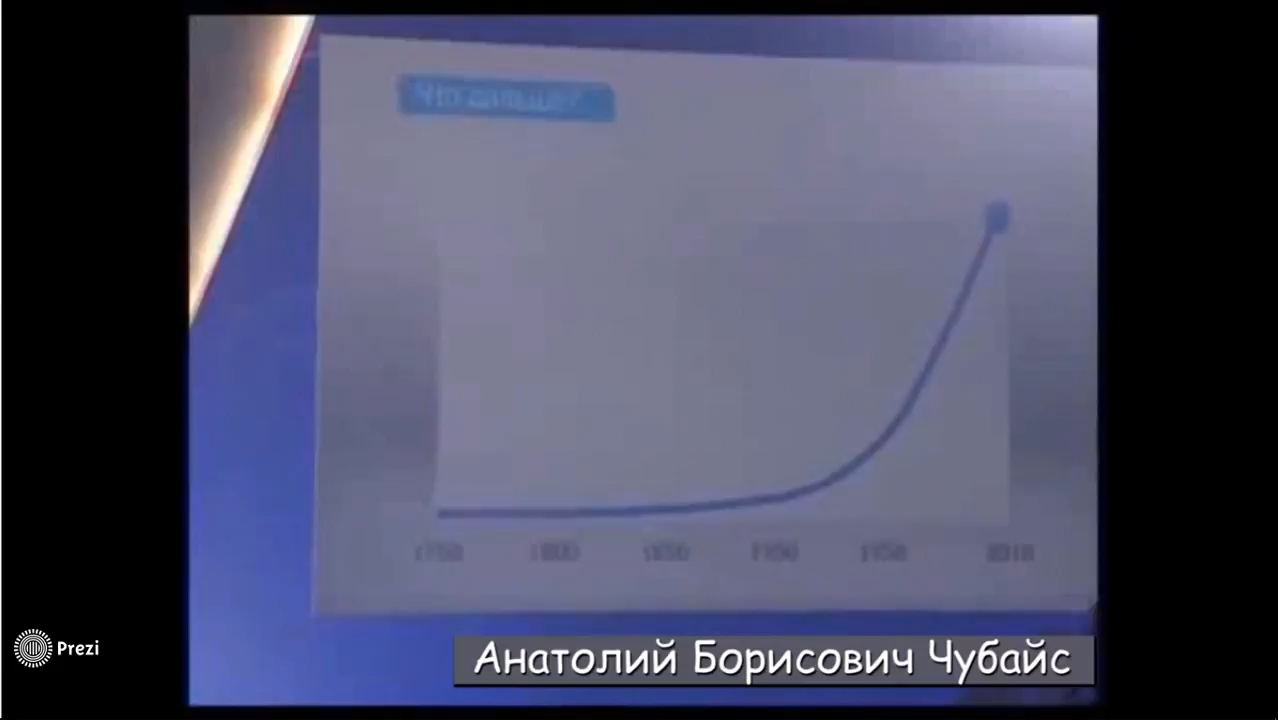 Что дальше?
1750
1800
1850
1900
1950
2010
Анатолий Борисович Чубайс
Prezi